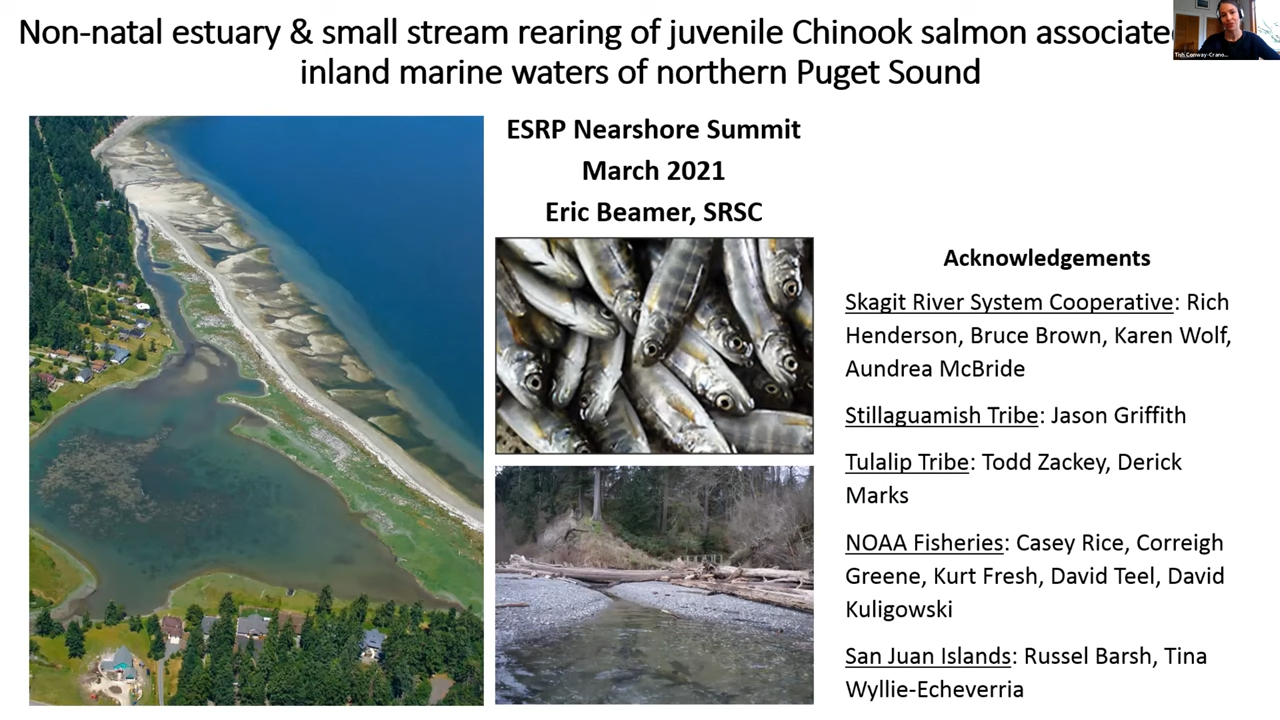 Non-natal estuary & small stream rearing of juvenile Chinook salmon associate
inland marine waters of northern Puget Sound
Tish Conway-Crano...
ESRP Nearshore Summit
March 2021
Eric Beamer, SRSC
Acknowledgements
Skagit River System Cooperative: Rich
Henderson, Bruce Brown, Karen Wolf,
Aundrea McBride
Stillaguamish Tribe: Jason Griffith
Tulalip Tribe: Todd Zackey, Derick
Marks
NOAA Fisheries: Casey Rice, Correigh
Greene, Kurt Fresh, David Teel, David
Kuligowski
San Juan Islands: Russel Barsh, Tina
Wyllie-Echeverria